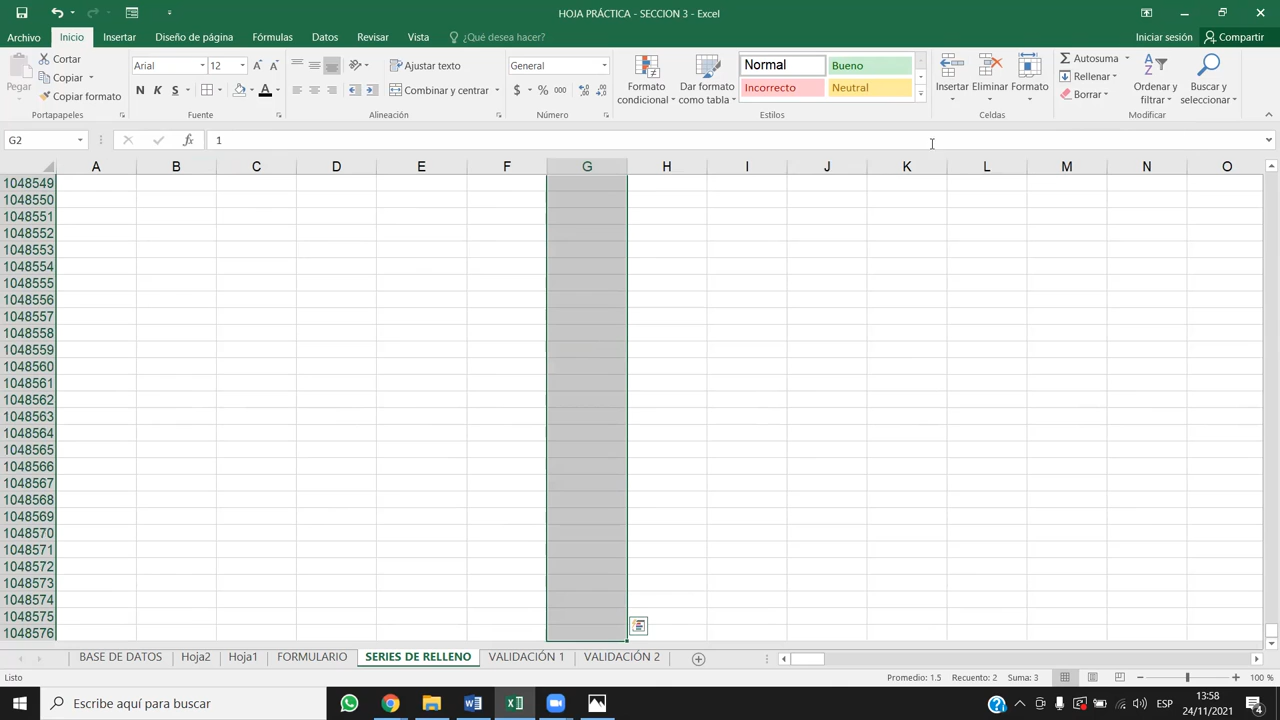 HOJA PRÁCTICA - SECCION 3 - Excel
Archivo Inicio Insertar Diseño de página Fórmulas Datos Revisar Vista ¿Qué desea hacer? Iniciar sesión Compartir
Pegar Cortar Copiar Copiar formato Portapapeles
Arial 12 N K S A Fuente
Ajustar texto Combinar y centrar Alineación
General $ % 000 Número
Formato condicional Dar formato como tabla Normal Bueno Incorrecto Neutral Estilos
Insertar Eliminar Formato Celdas
Autosuma Rellenar Borrar Ordenar y filtrar Buscar y seleccionar Modificar
G2 fx 1
A B C D E F G H I J K L M N O
1048549
1048550
1048551
1048552
1048553
1048554
1048555
1048556
1048557
1048558
1048559
1048560
1048561
1048562
1048563
1048564
1048565
1048566
1048567
1048568
1048569
1048570
1048571
1048572
1048573
1048574
1048575
1048576
BASE DE DATOS Hoja2 Hoja1 FORMULARIO SERIES DE RELLENO VALIDACIÓN 1 VALIDACIÓN 2
Listo Promedio: 1.5 Recuento: 2 Suma: 3 100 %
Escribe aquí para buscar ESP 13:58
24/11/2021